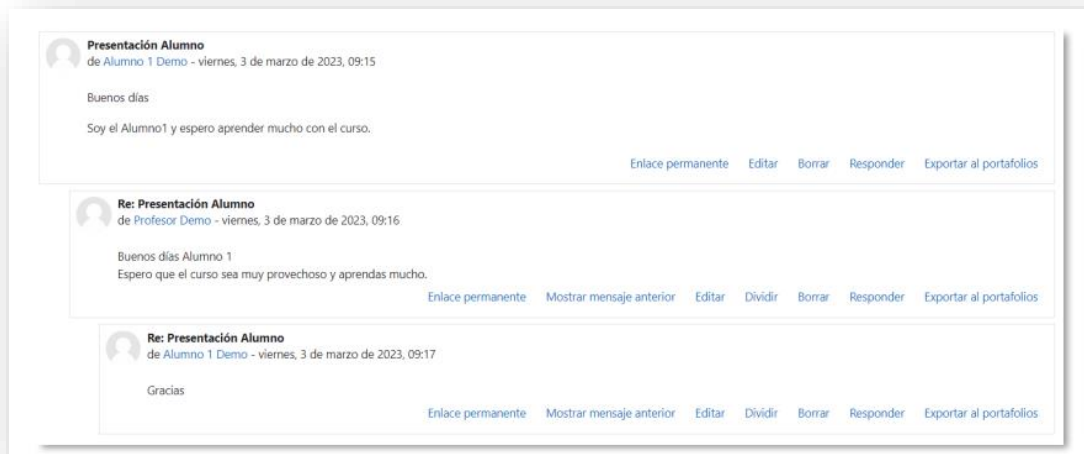 Presentación Alumno
de Alumno 1 Demo - viernes, 3 de marzo de 2023, 09:15
Buenos días
Soy el Alumno1 y espero aprender mucho con el curso.
Enlace permanente Editar Borrar Responder Exportar al portafolios
Re: Presentación Alumno
de Profesor Demo - viernes, 3 de marzo de 2023, 09:16
Buenos días Alumno 1
Espero que el curso sea muy provechoso y aprendas mucho.
Enlace permanente Mostrar mensaje anterior Editar Dividir Borrar Responder Exportar al portafolios
Re: Presentación Alumno
de Alumno 1 Demo - viernes, 3 de marzo de 2023, 09:17
Gracias
Enlace permanente Mostrar mensaje anterior Editar Dividir Borrar Responder Exportar al portafolios